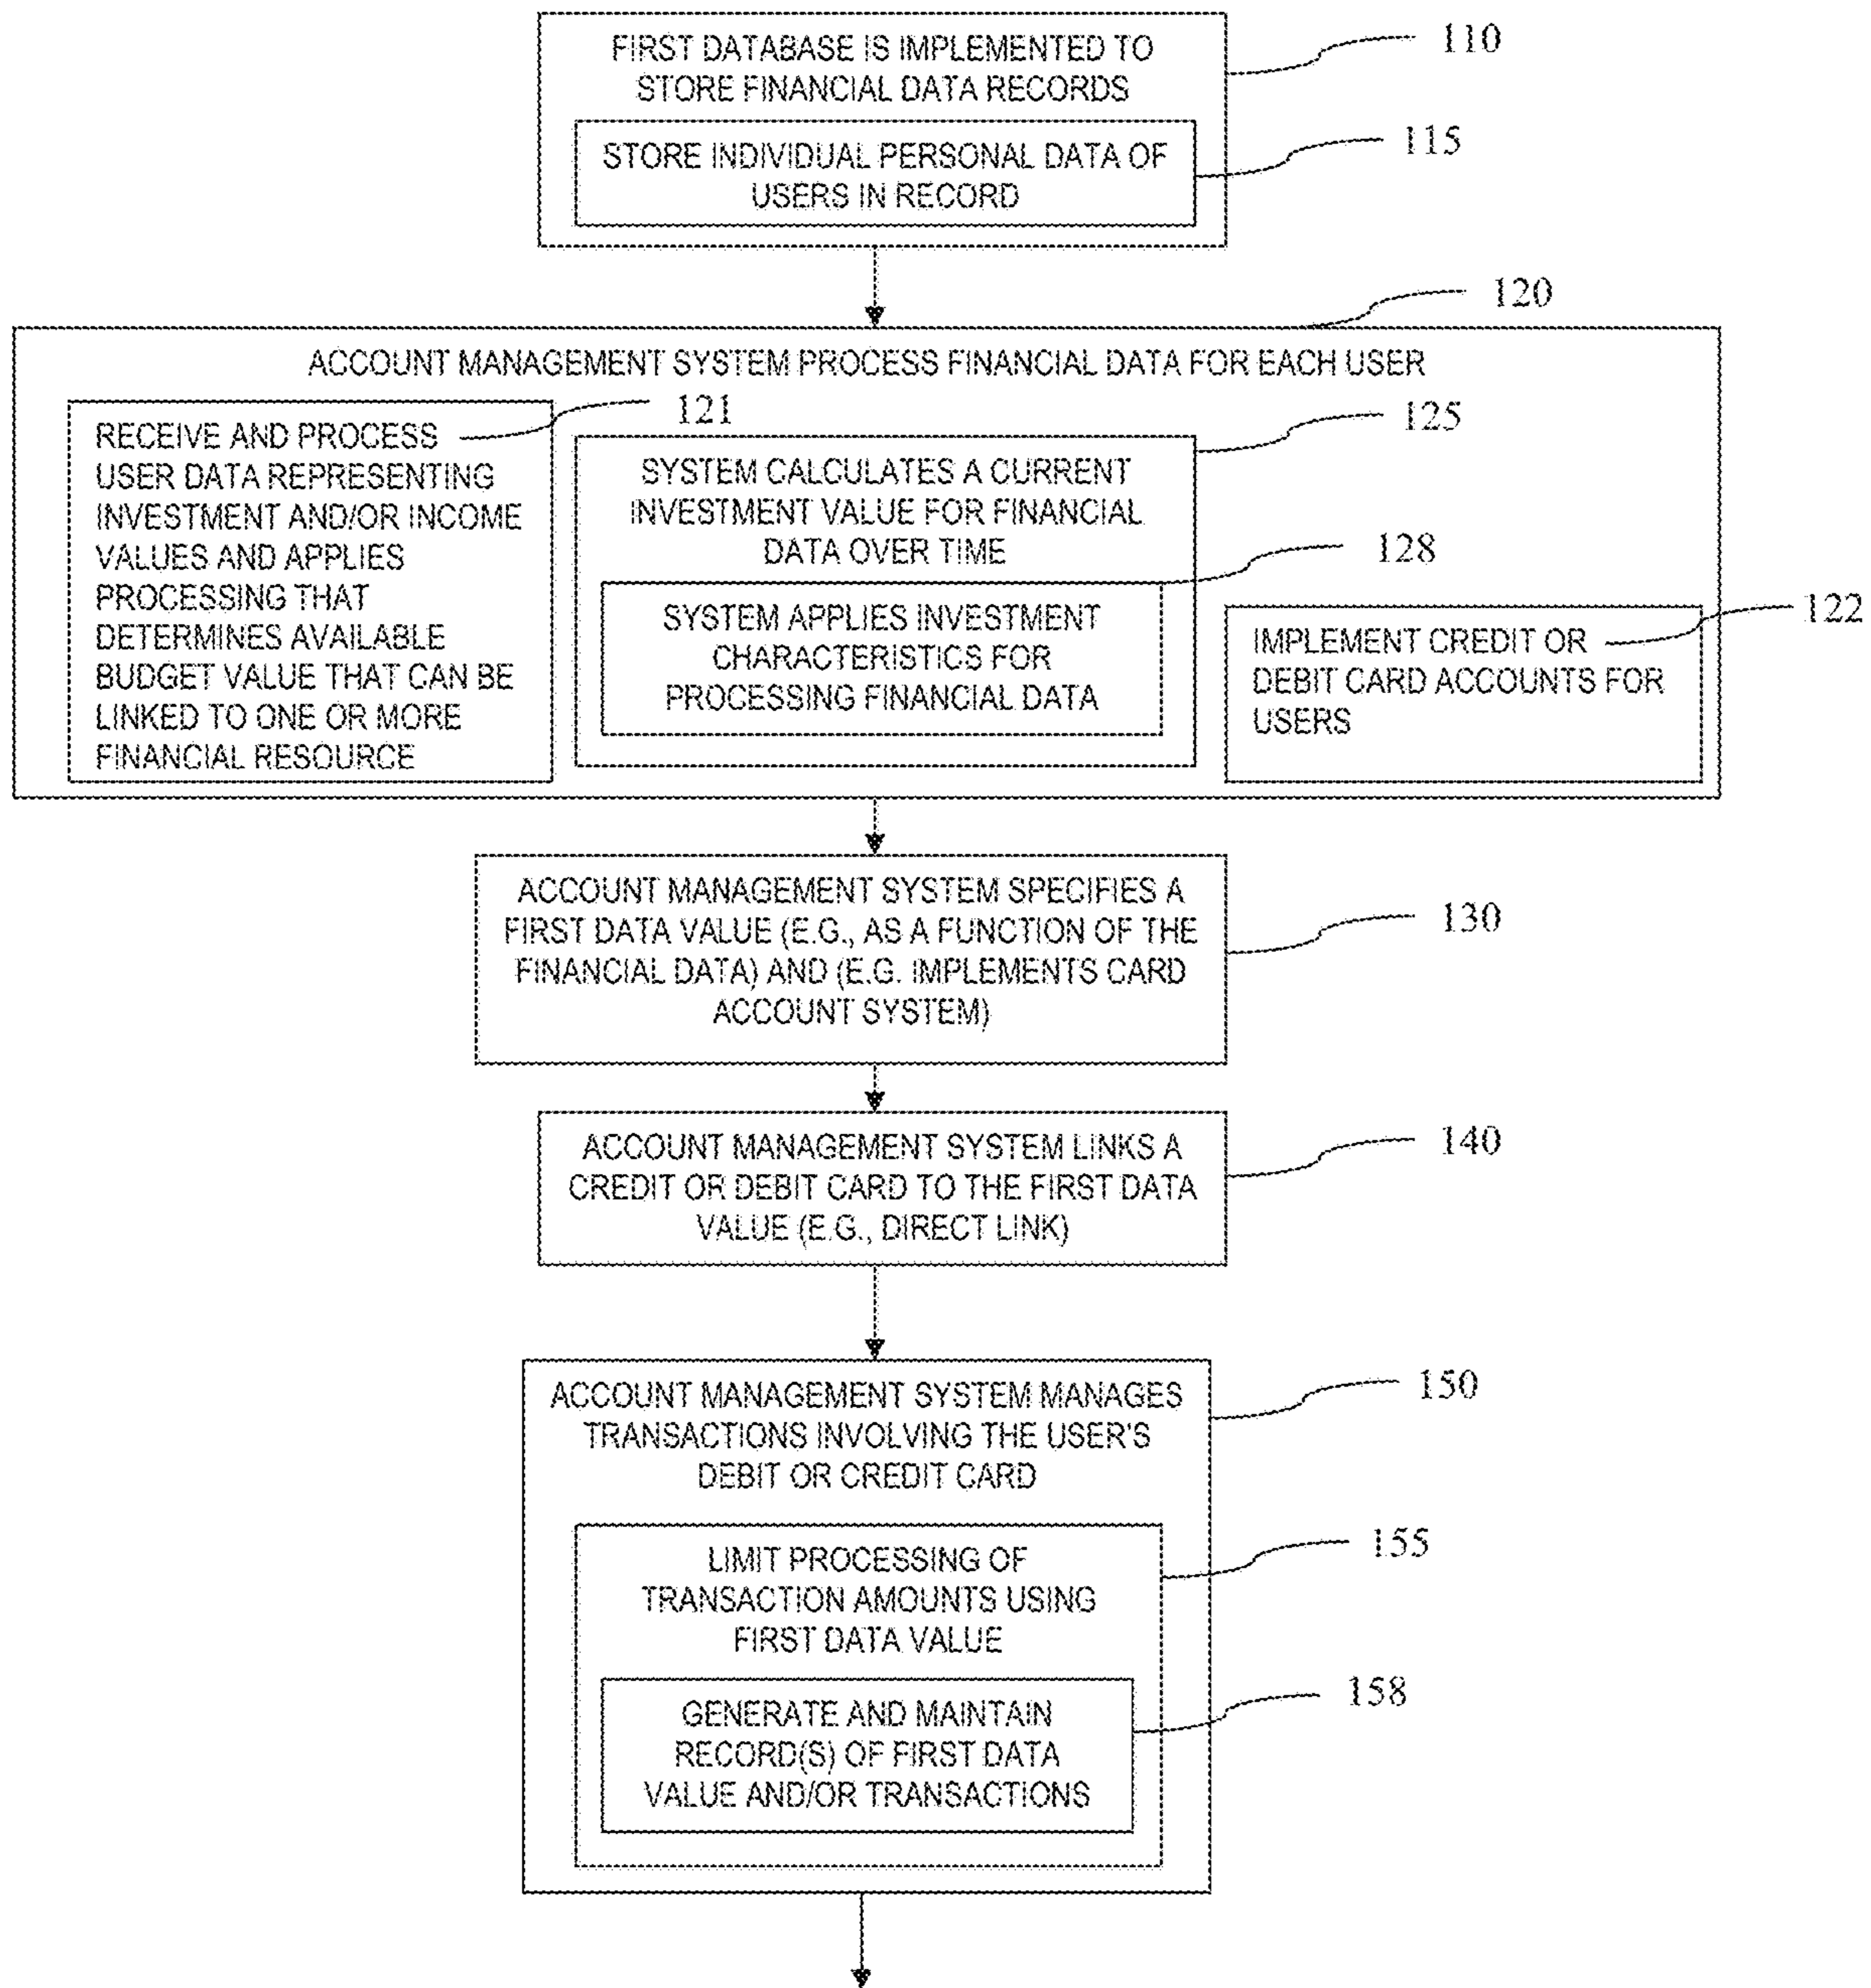 FIRST DATABASE IS IMPLEMENTED TO
STORE FINANCIAL DATA RECORDS
110
STORE INDIVIDUAL PERSONAL DATA OF
USERS IN RECORD
115
120
ACCOUNT MANAGEMENT SYSTEM PROCESS FINANCIAL DATA FOR EACH USER
121
RECEIVE AND PROCESS
USER DATA REPRESENTING
INVESTMENT AND/OR INCOME
VALUES AND APPLIES
PROCESSING THAT
DETERMINES AVAILABLE
BUDGET VALUE THAT CAN BE
LINKED TO ONE OR MORE
FINANCIAL RESOURCE
125
SYSTEM CALCULATES A CURRENT
INVESTMENT VALUE FOR FINANCIAL
DATA OVER TIME
128
SYSTEM APPLIES INVESTMENT
CHARACTERISTICS FOR
PROCESSING FINANCIAL DATA
122
IMPLEMENT CREDIT OR
DEBIT CARD ACCOUNTS FOR
USERS
ACCOUNT MANAGEMENT SYSTEM SPECIFIES A
FIRST DATA VALUE (E.G., AS A FUNCTION OF THE
FINANCIAL DATA) AND (E.G. IMPLEMENTS CARD
ACCOUNT SYSTEM)
130
ACCOUNT MANAGEMENT SYSTEM LINKS A
CREDIT OR DEBIT CARD TO THE FIRST DATA
VALUE (E.G., DIRECT LINK)
140
ACCOUNT MANAGEMENT SYSTEM MANAGES
TRANSACTIONS INVOLVING THE USER'S
DEBIT OR CREDIT CARD
150
LIMIT PROCESSING OF
TRANSACTION AMOUNTS USING
FIRST DATA VALUE
155
GENERATE AND MAINTAIN
RECORD(S) OF FIRST DATA
VALUE AND/OR TRANSACTIONS
158